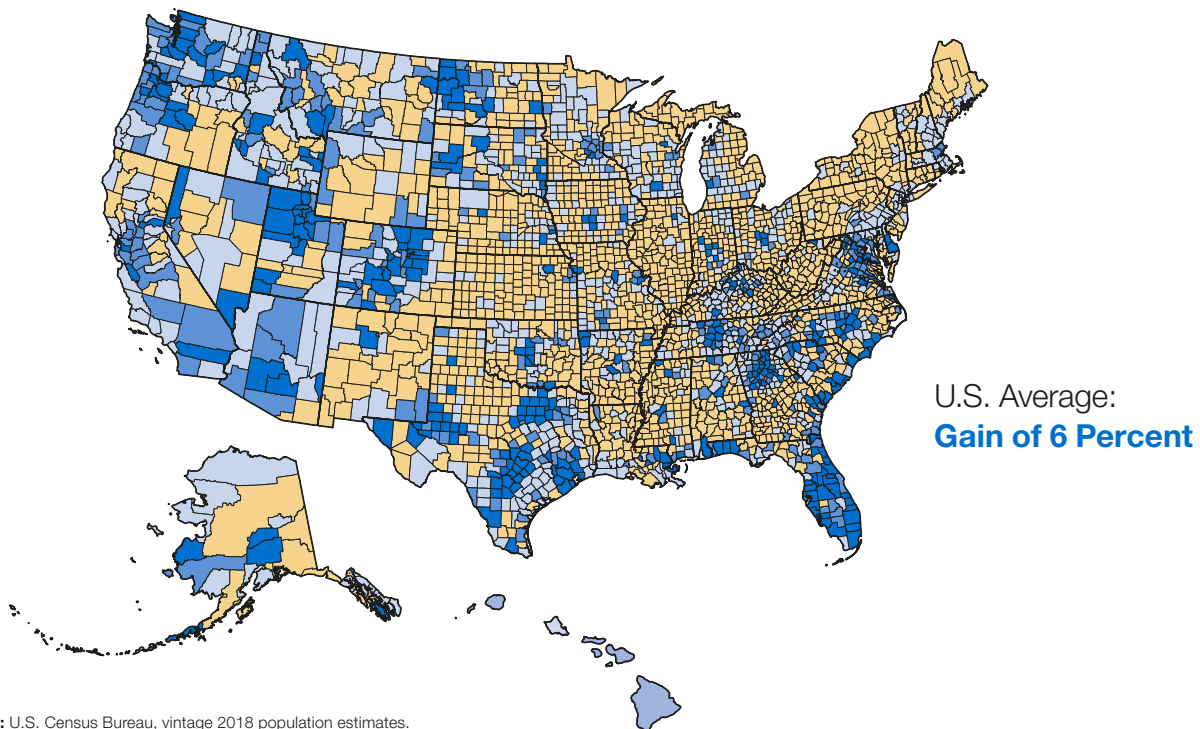 U.S. Average:
Gain of 6 Percent
: U.S. Census Bureau, vintage 2018 population estimates.